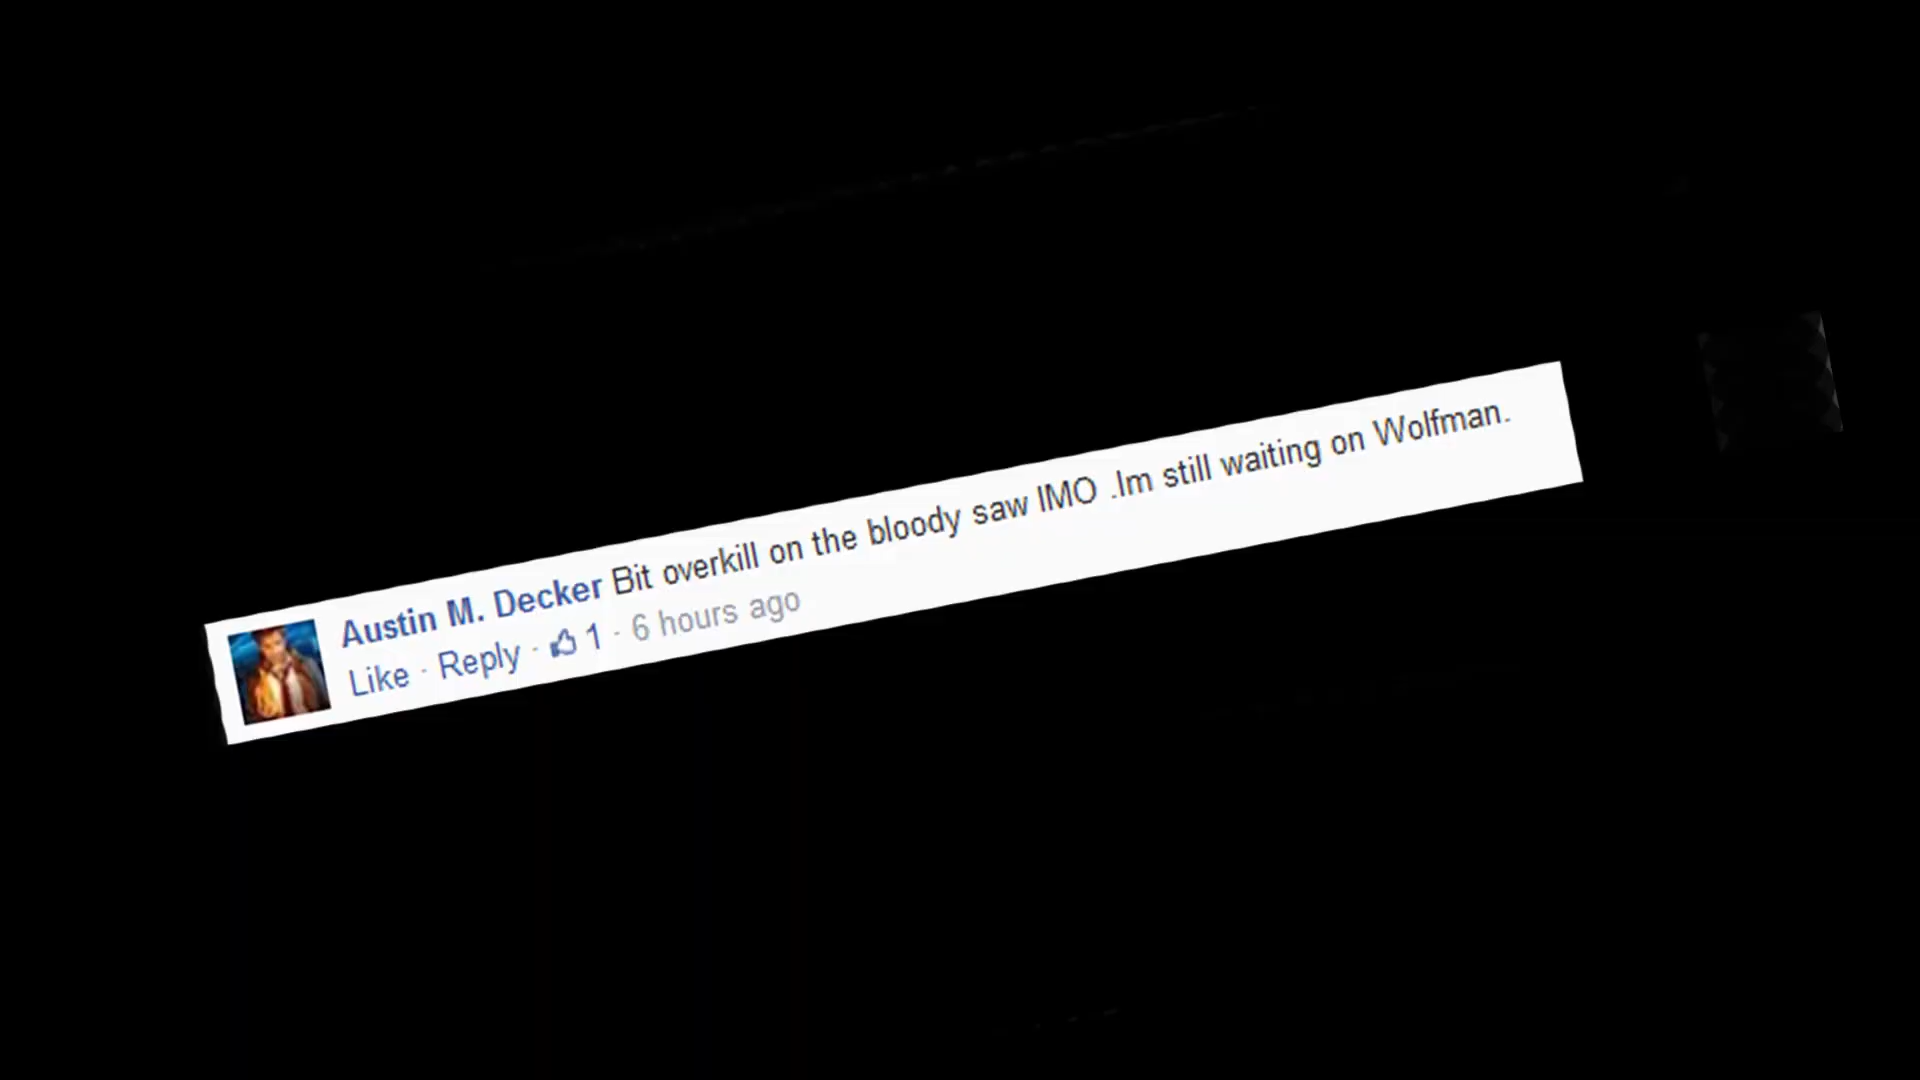 Austin M. Decker Bit overkill on the bloody saw IMO .Im still waiting on Wolfman.
Like · Reply · 1 · 6 hours ago